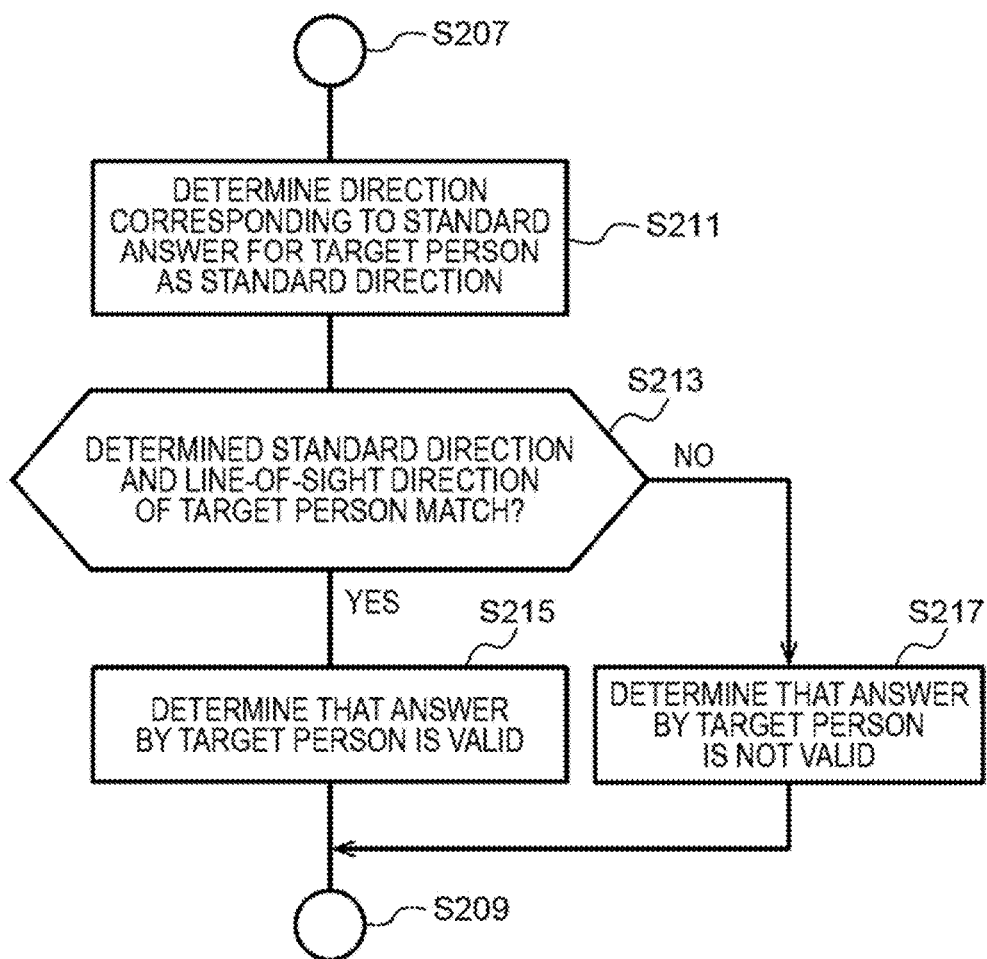 S207
DETERMINE DIRECTION
CORRESPONDING TO STANDARD
ANSWER FOR TARGET PERSON
AS STANDARD DIRECTION
S211
S213
DETERMINED STANDARD DIRECTION
AND LINE-OF-SIGHT DIRECTION
OF TARGET PERSON MATCH?
NO
YES
S215
S217
DETERMINE THAT ANSWER
BY TARGET PERSON IS VALID
DETERMINE THAT ANSWER
BY TARGET PERSON
IS NOT VALID
S209